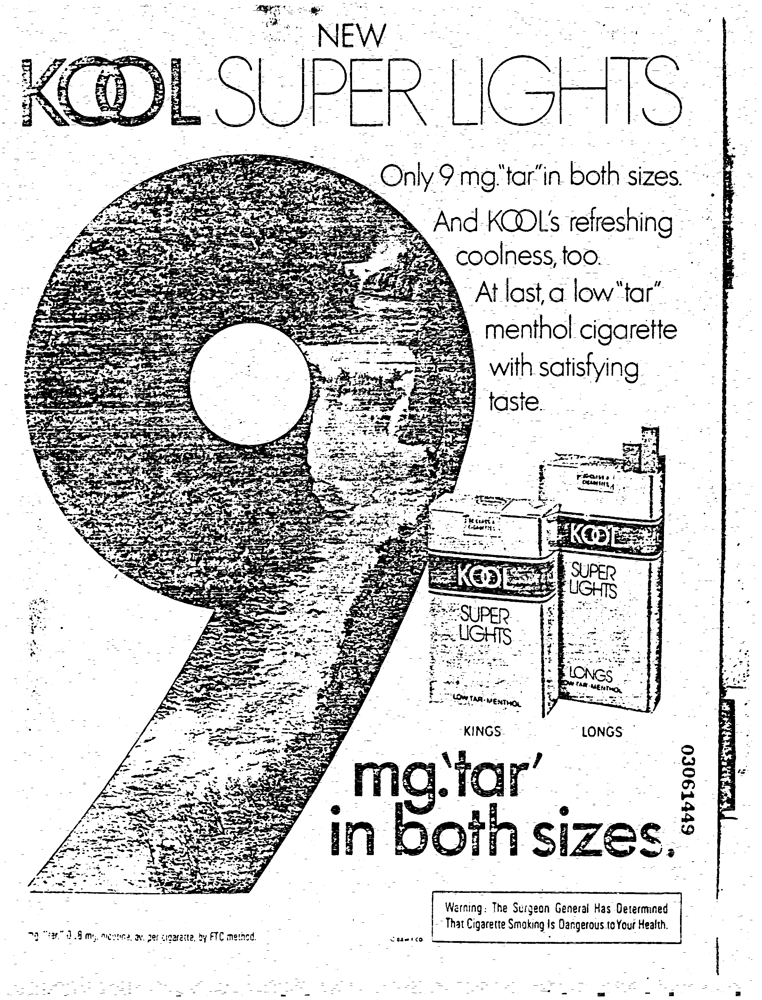 NEW
KOOL SUPER LIGHTS
Only 9 mg. "tar" in both sizes.
And KOOL's refreshing
coolness, too.
At last, a low "tar"
menthol cigarette
with satisfying
taste.
9
KOOL
SUPER
LIGHTS
LOW TAR · MENTHOL
KINGS
KOOL
SUPER
LIGHTS
LONGS
LOW TAR · MENTHOL
LONGS
mg. 'tar'
in both sizes.
03061449
Warning: The Surgeon General Has Determined
That Cigarette Smoking Is Dangerous to Your Health.
mg. "tar," 0.8 mg. nicotine, av. per cigarette, by FTC method.